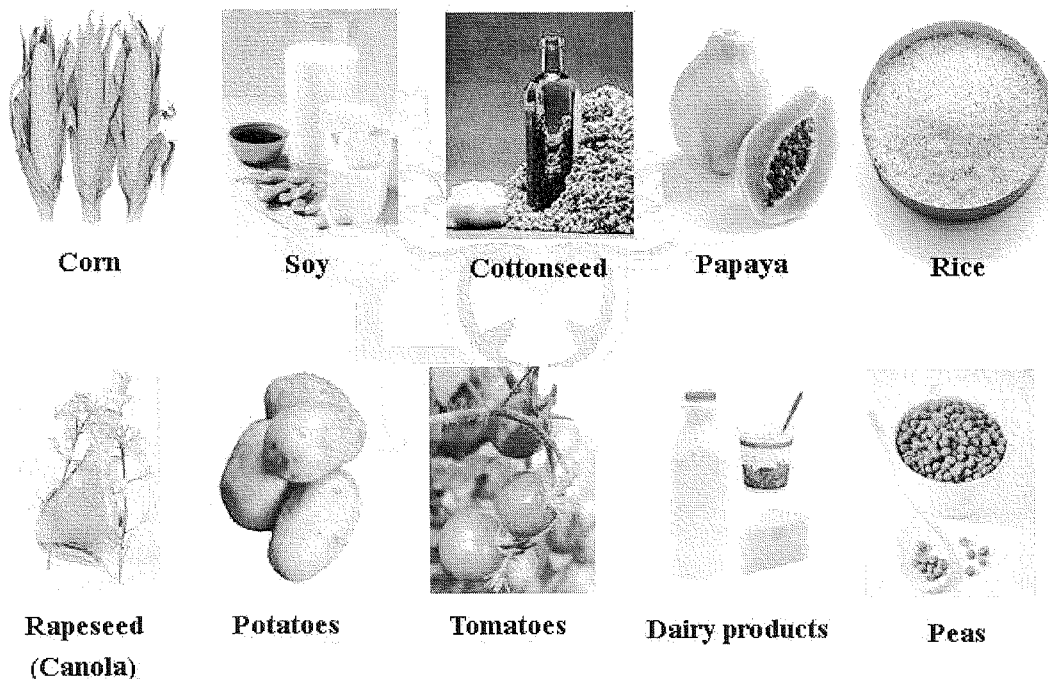 Corn
Soy
Cottonseed
Papaya
Rice
Rapeseed
(Canola)
Potatoes
Tomatoes
Dairy products
Peas